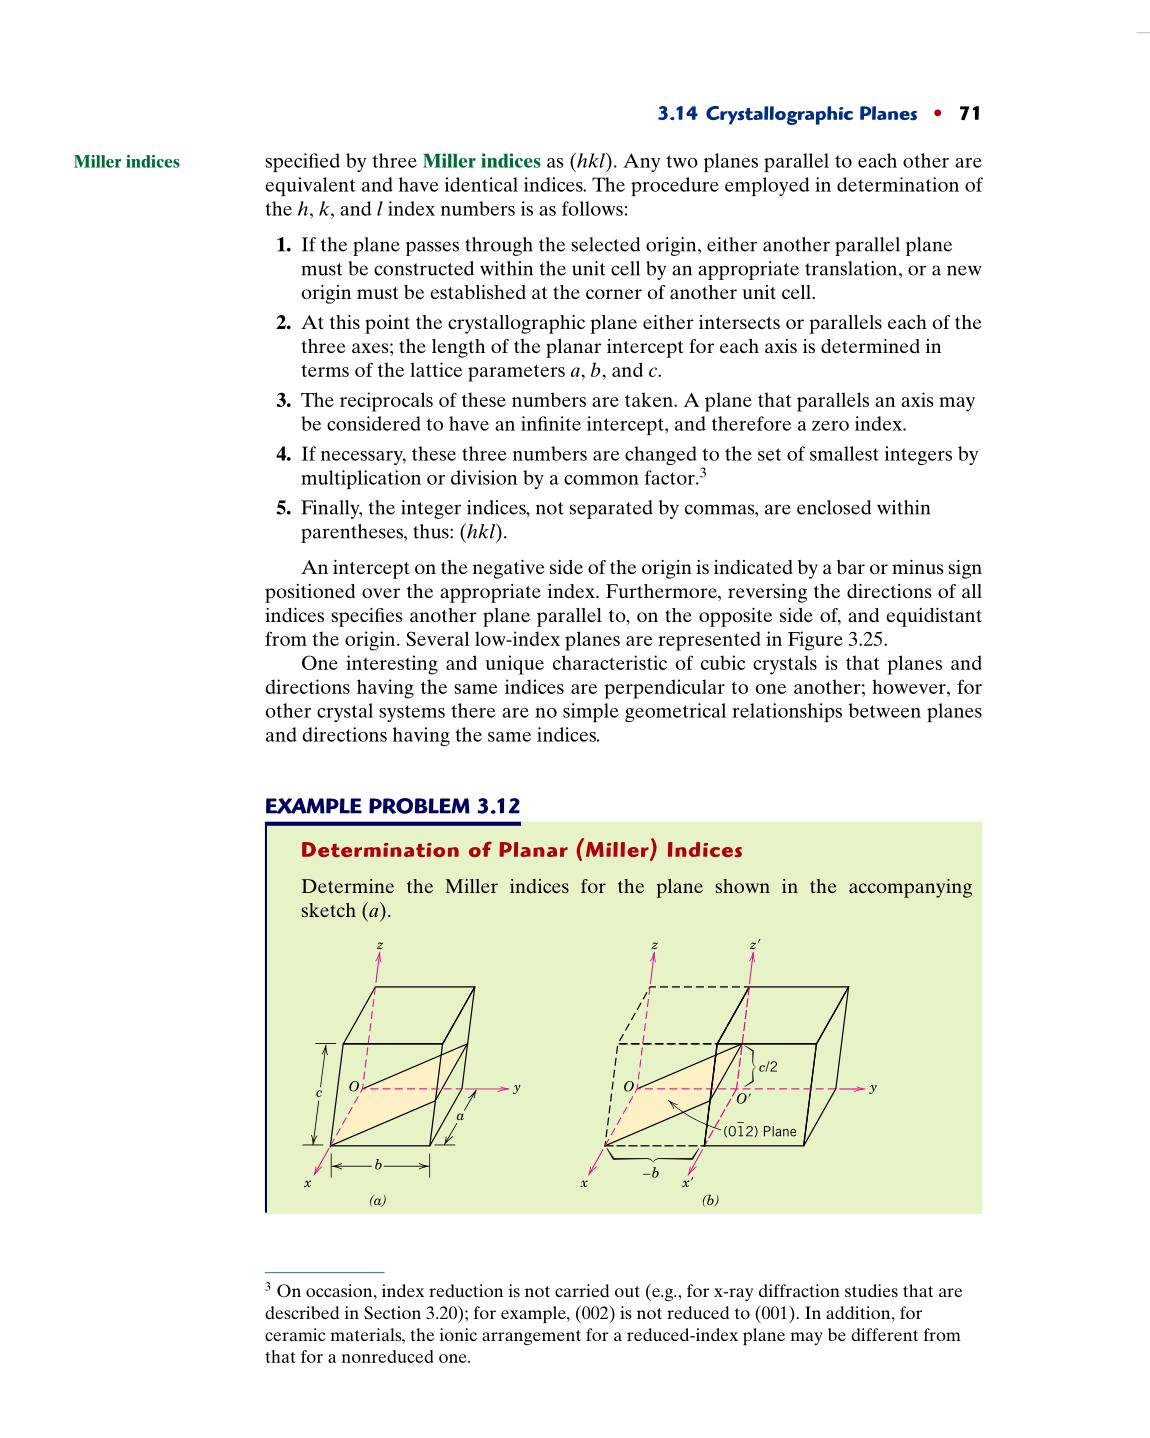 3.14 Crystallographic Planes • 71
Miller indices
specified by three Miller indices as (hkl). Any two planes parallel to each other are
equivalent and have identical indices. The procedure employed in determination of
the h, k, and l index numbers is as follows:
1. If the plane passes through the selected origin, either another parallel plane
must be constructed within the unit cell by an appropriate translation, or a new
origin must be established at the corner of another unit cell.
2. At this point the crystallographic plane either intersects or parallels each of the
three axes; the length of the planar intercept for each axis is determined in
terms of the lattice parameters a, b, and c.
3. The reciprocals of these numbers are taken. A plane that parallels an axis may
be considered to have an infinite intercept, and therefore a zero index.
4. If necessary, these three numbers are changed to the set of smallest integers by
multiplication or division by a common factor.³
5. Finally, the integer indices, not separated by commas, are enclosed within
parentheses, thus: (hkl).
An intercept on the negative side of the origin is indicated by a bar or minus sign
positioned over the appropriate index. Furthermore, reversing the directions of all
indices specifies another plane parallel to, on the opposite side of, and equidistant
from the origin. Several low-index planes are represented in Figure 3.25.
One interesting and unique characteristic of cubic crystals is that planes and
directions having the same indices are perpendicular to one another; however, for
other crystal systems there are no simple geometrical relationships between planes
and directions having the same indices.
EXAMPLE PROBLEM 3.12
Determination of Planar (Miller) Indices
Determine the Miller indices for the plane shown in the accompanying
sketch (a).
z
O
y
c
a
b
x
(a)
z
z′
c/2
O
y
O′
(01̄2) Plane
–b
x
x′
(b)
³ On occasion, index reduction is not carried out (e.g., for x-ray diffraction studies that are
described in Section 3.20); for example, (002) is not reduced to (001). In addition, for
ceramic materials, the ionic arrangement for a reduced-index plane may be different from
that for a nonreduced one.